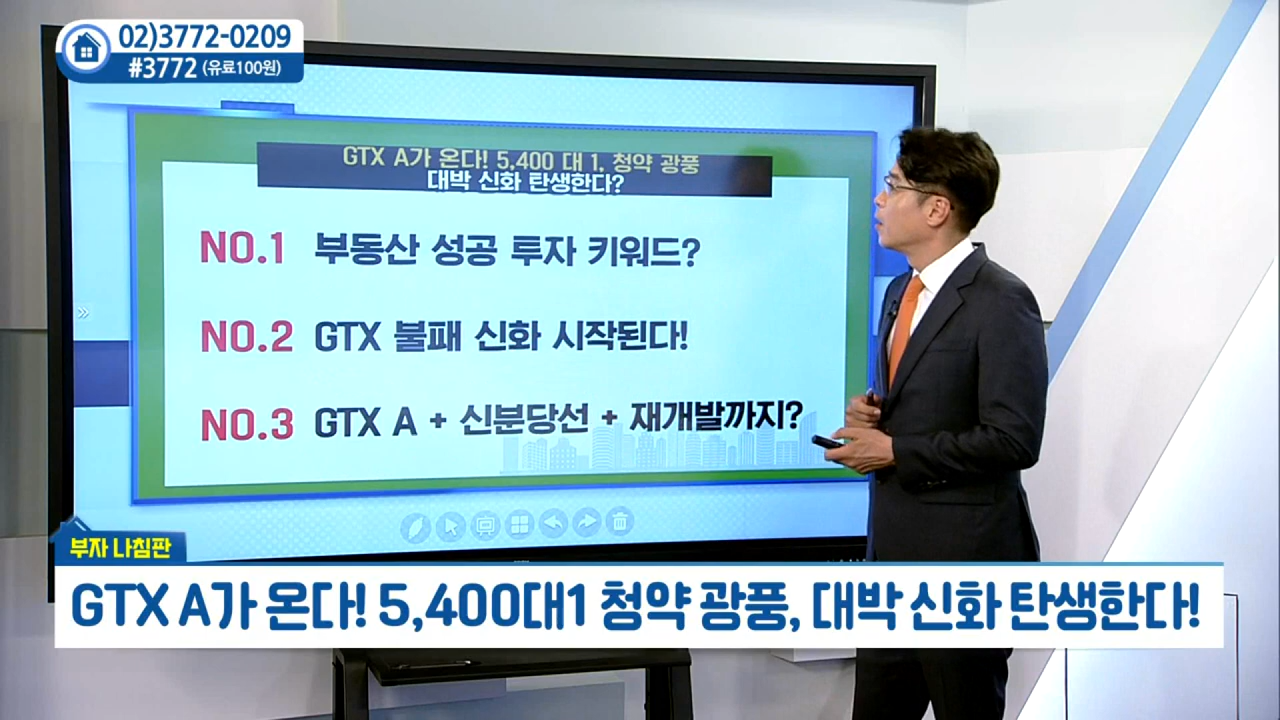 02)3772-0209
#3772 (유료100원)
GTX A가 온다! 5,400 대 1, 청약 광풍
대박 신화 탄생한다?
NO.1 부동산 성공 투자 키워드?
NO.2 GTX 불패 신화 시작된다!
NO.3 GTX A + 신분당선 + 재개발까지?
부자 나침판
GTX A가 온다! 5,400대1 청약 광풍, 대박 신화 탄생한다!